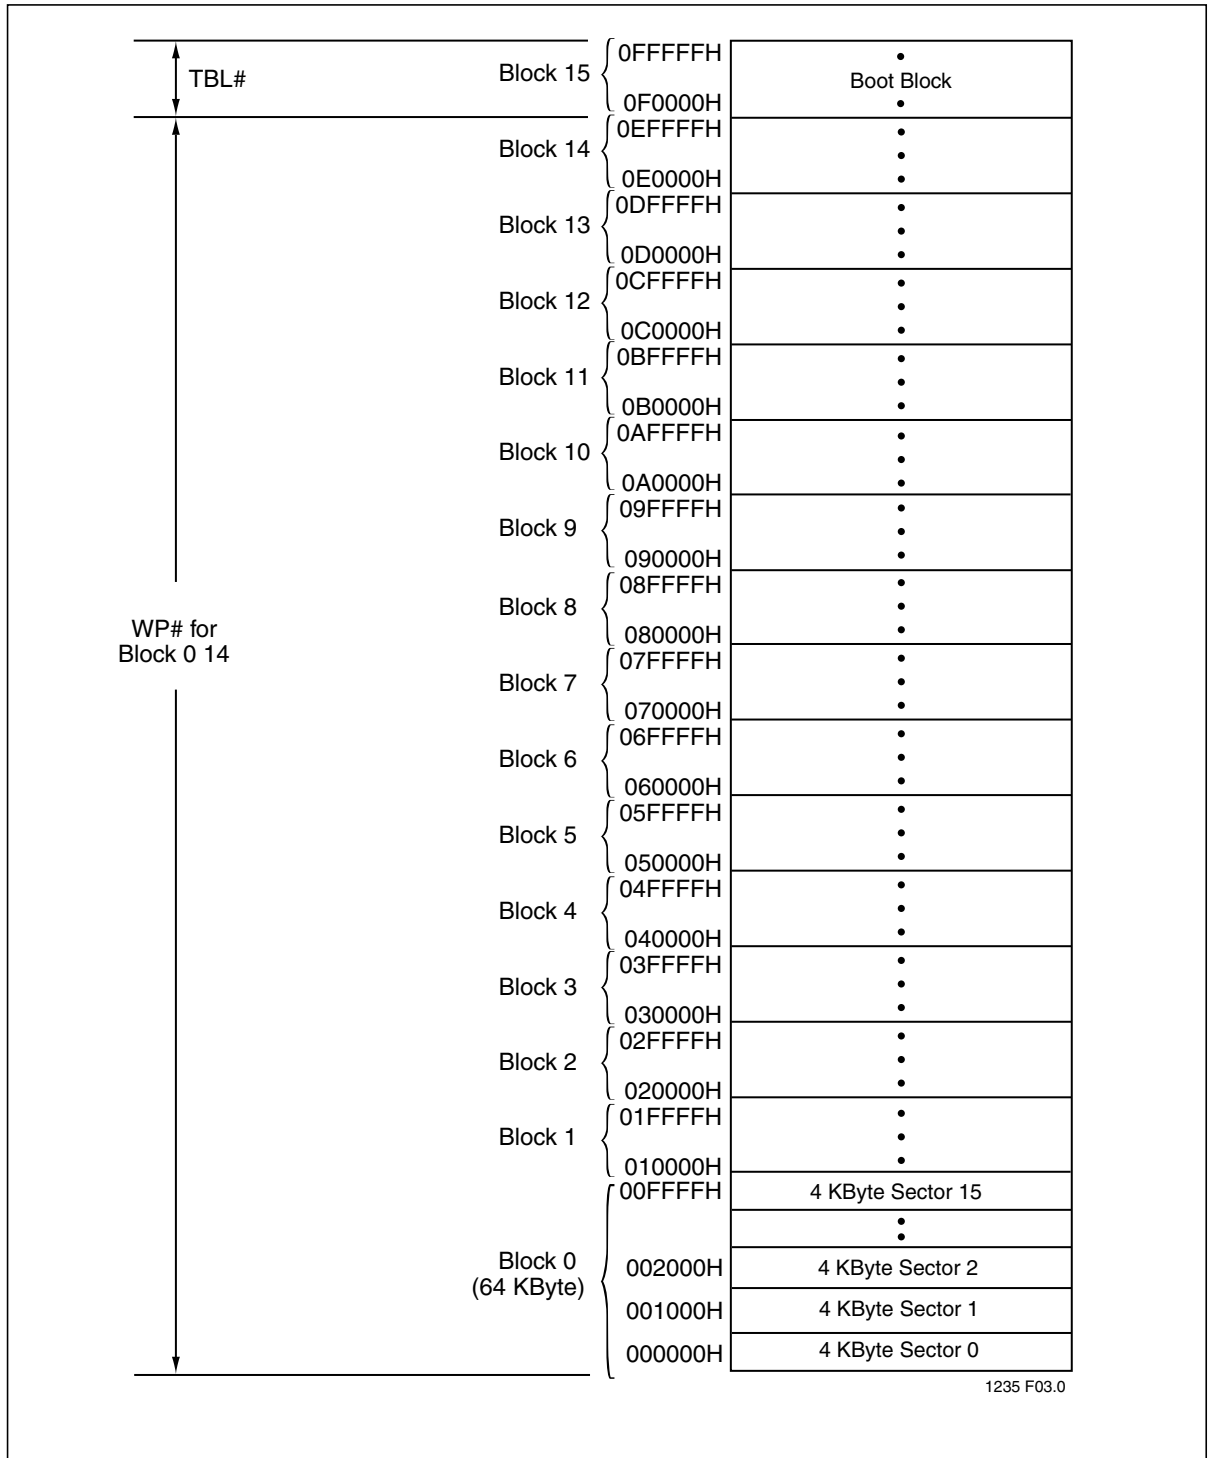 TBL#
Block 15
0FFFFFH
Boot Block
0F0000H
0EFFFFH
Block 14
0E0000H
0DFFFFH
Block 13
0D0000H
0CFFFFH
Block 12
0C0000H
0BFFFFH
Block 11
0B0000H
0AFFFFH
Block 10
0A0000H
09FFFFH
Block 9
090000H
08FFFFH
Block 8
080000H
WP# for
Block 0 14
07FFFFH
Block 7
070000H
06FFFFH
Block 6
060000H
05FFFFH
Block 5
050000H
04FFFFH
Block 4
040000H
03FFFFH
Block 3
030000H
02FFFFH
Block 2
020000H
01FFFFH
Block 1
010000H
00FFFFH
4 KByte Sector 15
Block 0
(64 KByte)
002000H
4 KByte Sector 2
001000H
4 KByte Sector 1
000000H
4 KByte Sector 0
1235 F03.0